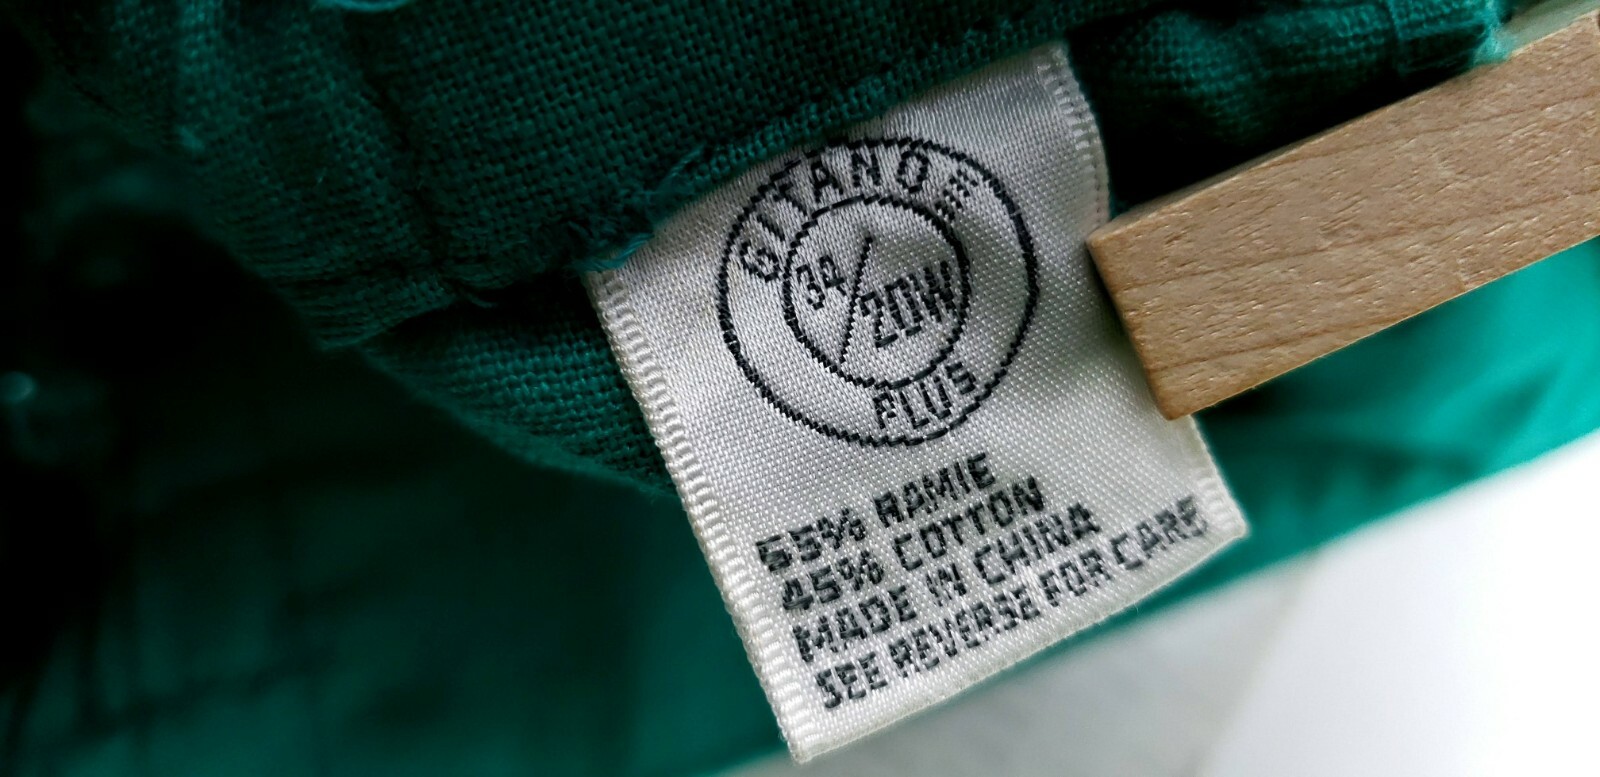 GITANO
34/20W
PLUS
55% RAMIE
45% COTTON
MADE IN CHINA
SEE REVERSE FOR CARE